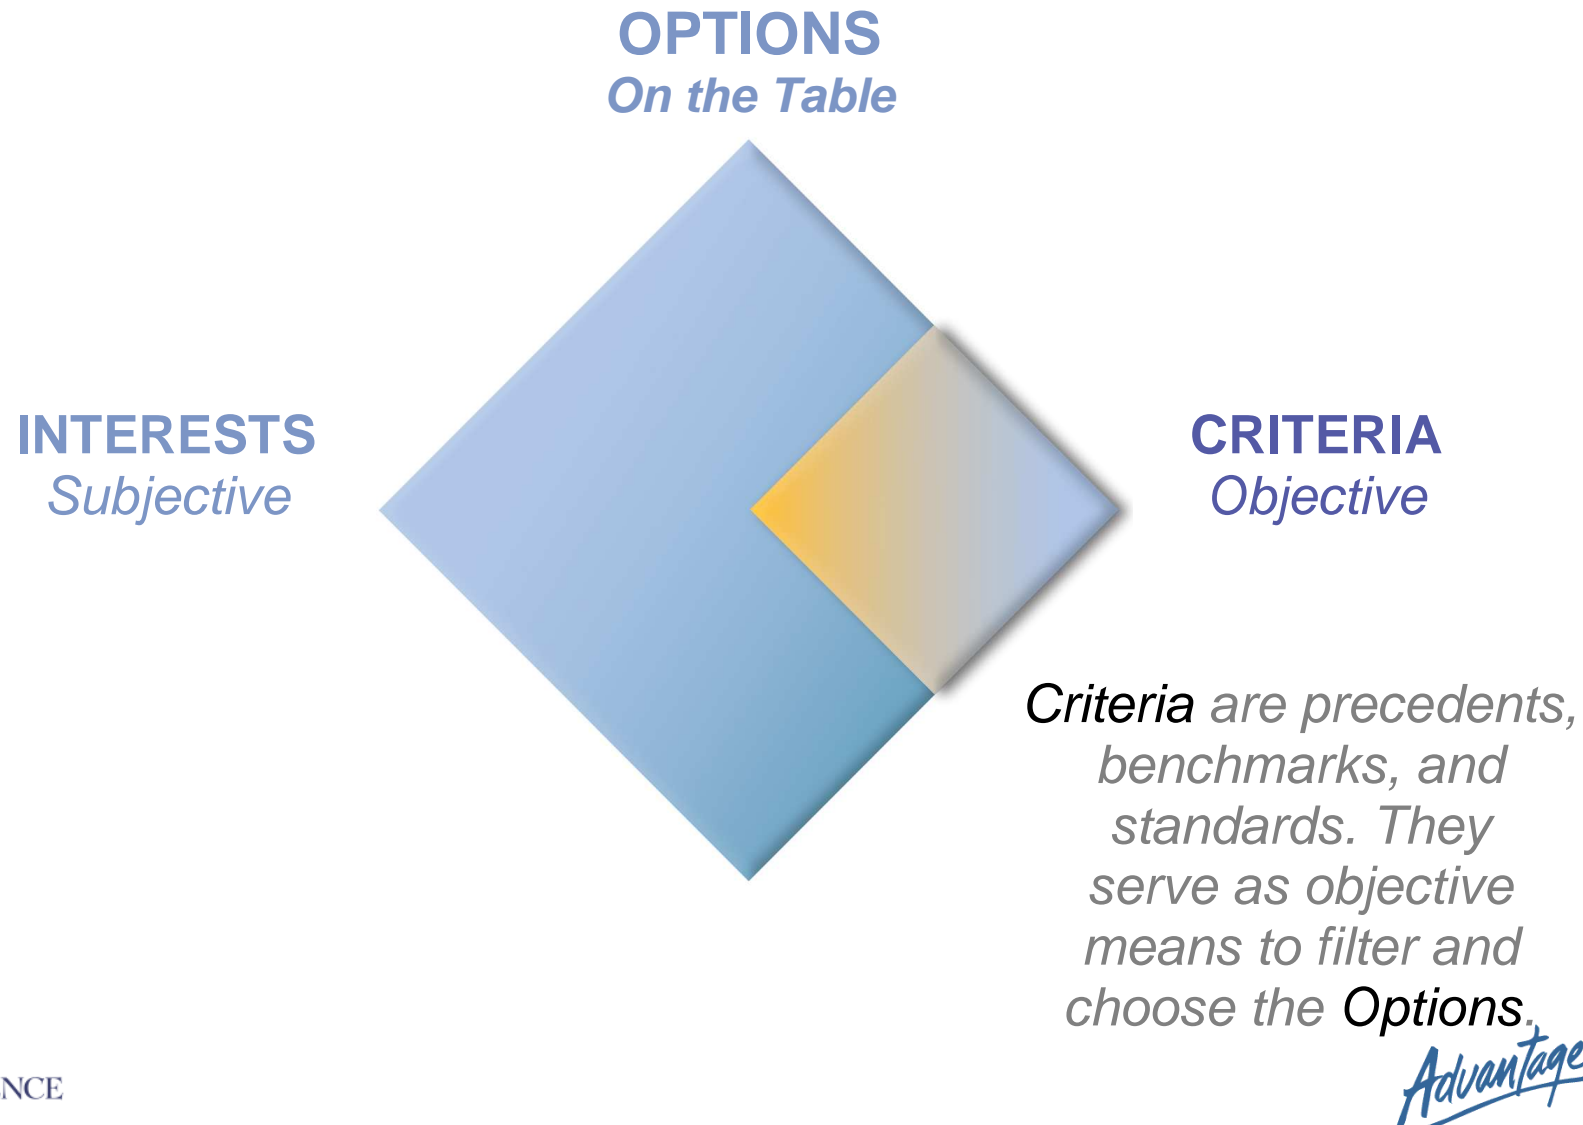 OPTIONS
On the Table
INTERESTS
Subjective
CRITERIA
Objective
Criteria are precedents,
benchmarks, and
standards. They
serve as objective
means to filter and
choose the Options.
Advantage
NCE